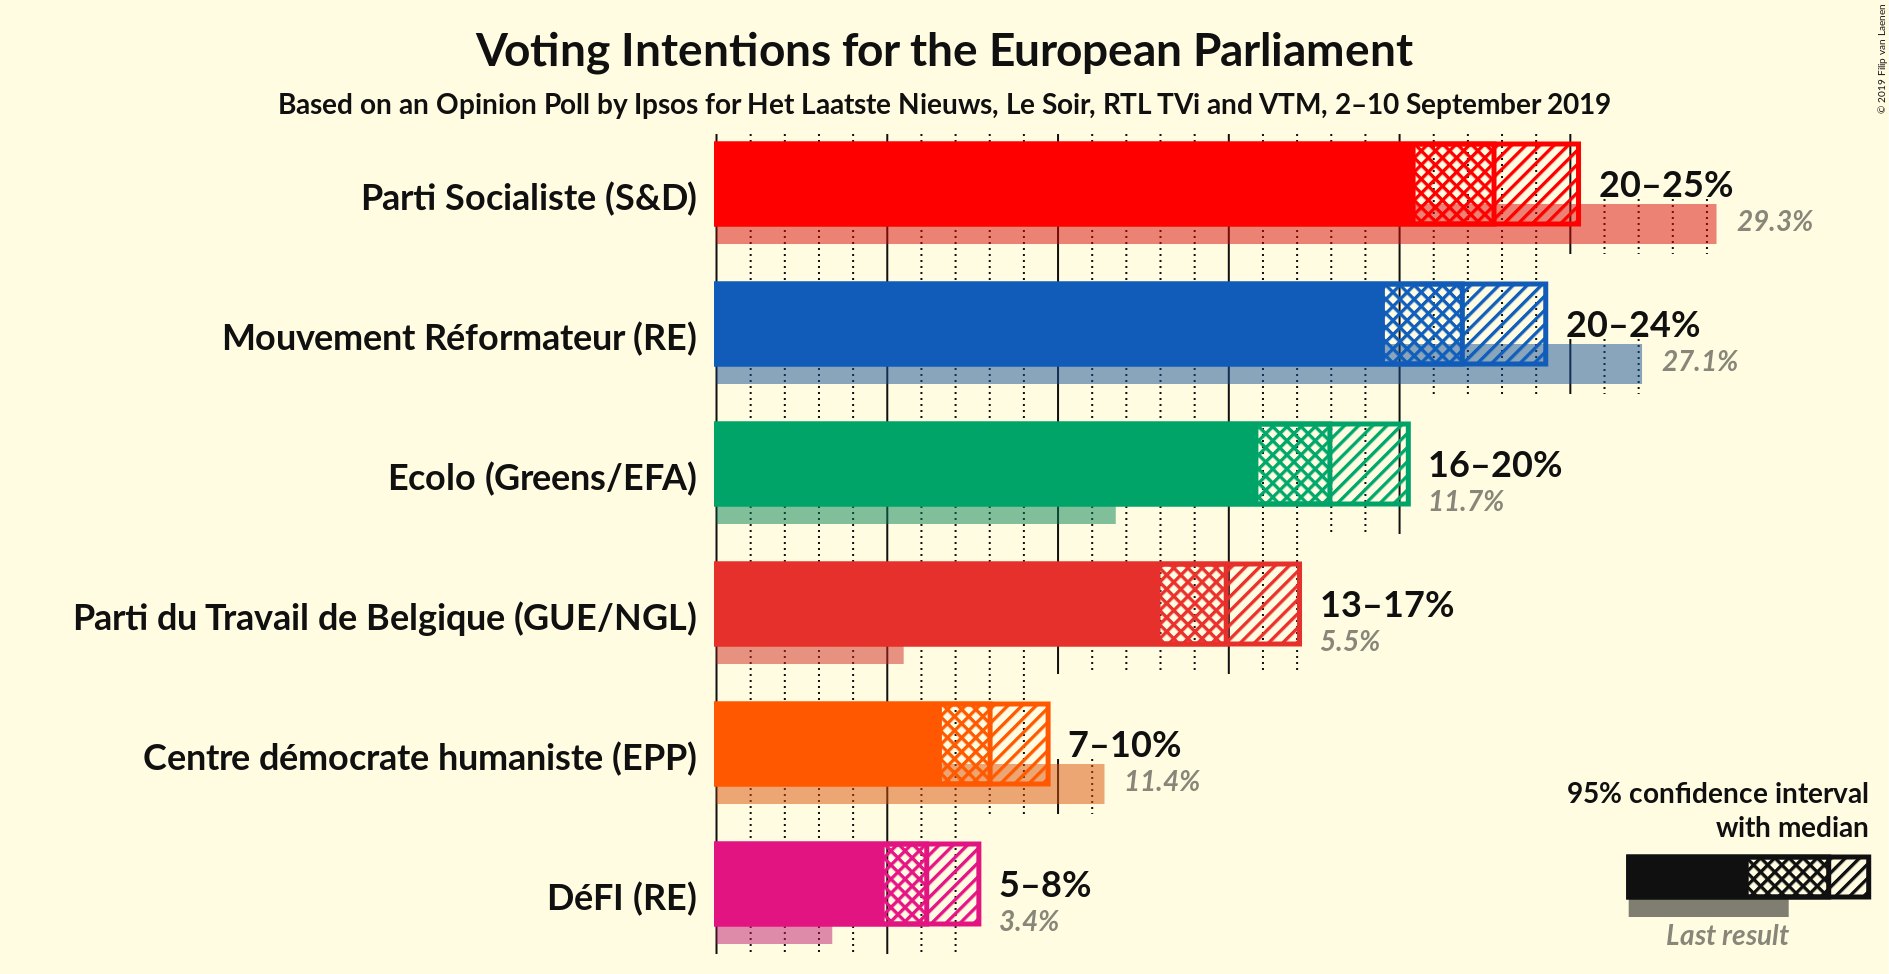 Voting Intentions for the European Parliament
Based on an Opinion Poll by Ipsos for Het Laatste Nieuws, Le Soir, RTL TVi and VTM, 2–10 September 2019
© 2019 Filip van Laenen
Parti Socialiste (S&D)
20–25%
29.3%
Mouvement Réformateur (RE)
20–24%
27.1%
Ecolo (Greens/EFA)
16–20%
11.7%
Parti du Travail de Belgique (GUE/NGL)
13–17%
5.5%
Centre démocrate humaniste (EPP)
7–10%
11.4%
DéFI (RE)
5–8%
3.4%
95% confidence interval
with median
Last result